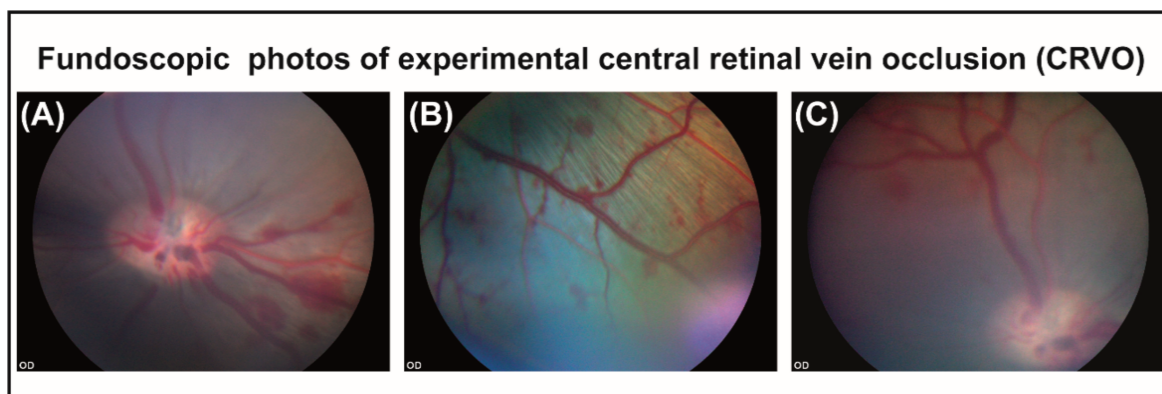 Fundoscopic photos of experimental central retinal vein occlusion (CRVO)
(A) (B) (C)
OD OD OD